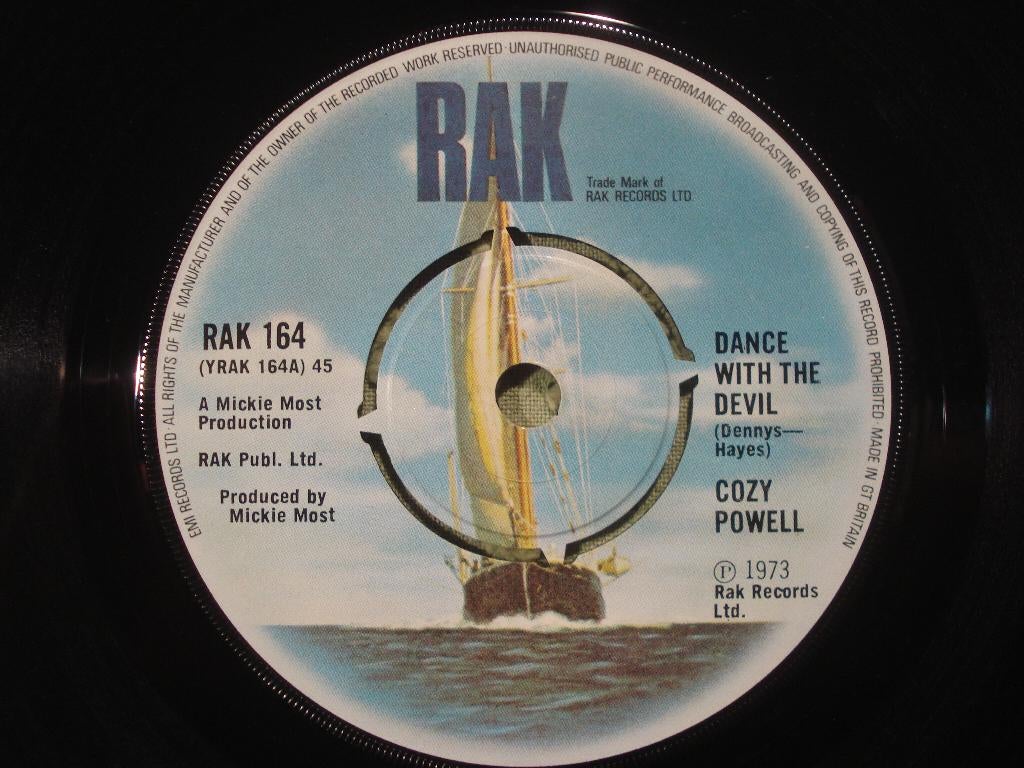 EMI RECORDS LTD · ALL RIGHTS OF THE MANUFACTURER AND OF THE OWNER OF THE RECORDED WORK RESERVED · UNAUTHORISED PUBLIC PERFORMANCE BROADCASTING AND COPYING OF THIS RECORD PROHIBITED · MADE IN GT BRITAIN
RAK
Trade Mark of
RAK RECORDS LTD
RAK 164
(YRAK 164A) 45
A Mickie Most
Production
RAK Publ. Ltd.
Produced by
Mickie Most
DANCE
WITH THE
DEVIL
(Dennys—
Hayes)
COZY
POWELL
Ⓟ 1973
Rak Records
Ltd.